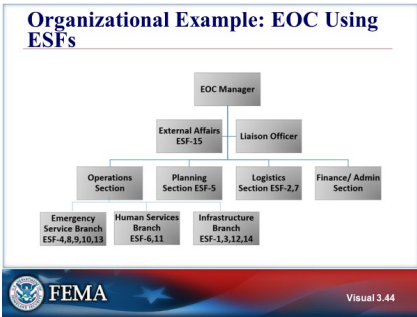 Organizational Example: EOC Using
ESFs
EOC Manager
External Affairs
ESF-15
Liaison Officer
Operations
Section
Planning
Section ESF-5
Logistics
Section ESF-2,7
Finance/ Admin
Section
Emergency
Service Branch
ESF-4,8,9,10,13
Human Services
Branch
ESF-6,11
Infrastructure
Branch
ESF-1,3,12,14
FEMA
Visual 3.44